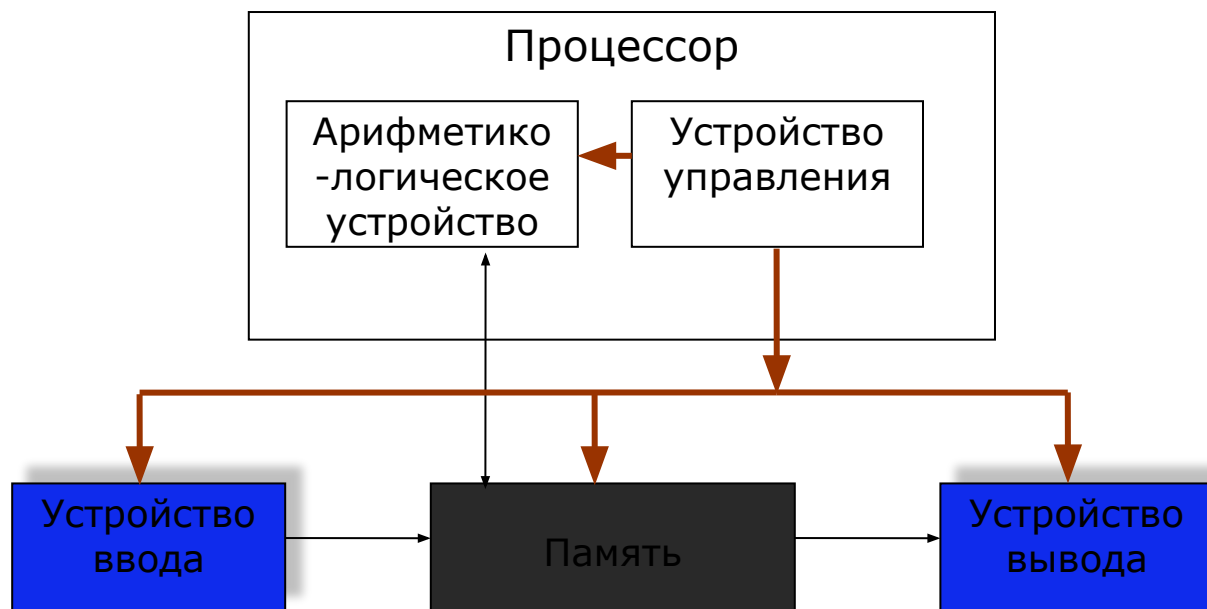 Процессор
Арифметико
-логическое
устройство
Устройство
управления
Устройство
ввода
Память
Устройство
вывода